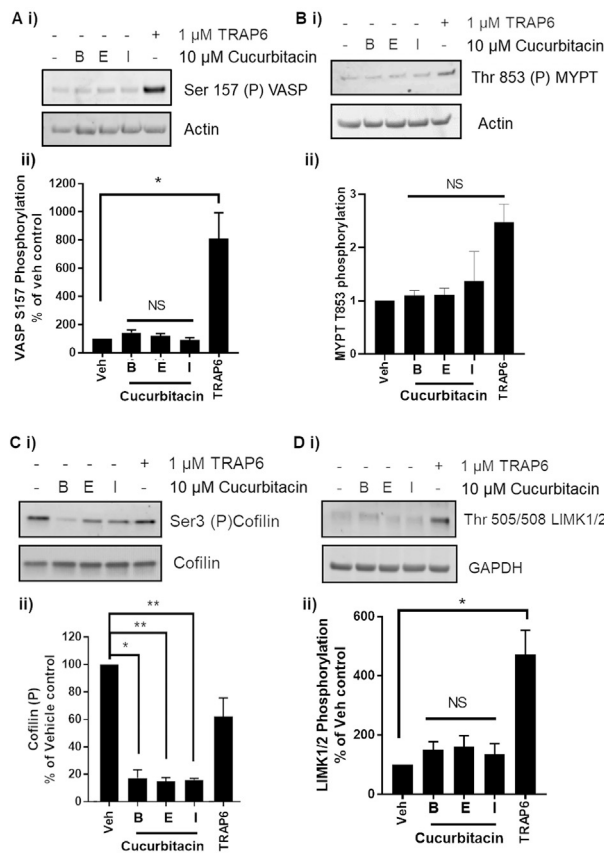 A i)
+ 1 µM TRAP6
- B E I - 10 µM Cucurbitacin
Ser 157 (P) VASP
Actin
ii)
VASP S157 Phosphorylation
% of veh control
1200
1000
800
600
400
200
0
*
NS
Veh B E I TRAP6
Cucurbitacin
B i)
- - - - + 1 µM TRAP6
- B E I - 10 µM Cucurbitacin
Thr 853 (P) MYPT
Actin
ii)
MYPT T853 phosphorylation
3
2
1
0
NS
Veh B E I TRAP6
Cucurbitacin
C i)
- - - - + 1 µM TRAP6
- B E I - 10 µM Cucurbitacin
Ser3 (P)Cofilin
Cofilin
ii)
Cofilin (P)
% of Vehicle control
100
80
60
40
20
0
**
**
*
Veh B E I TRAP6
Cucurbitacin
D i)
- - - - + 1 µM TRAP6
- B E I - 10 µM Cucurbitacin
Thr 505/508 LIMK1/2
GAPDH
ii)
LIMK1/2 Phosphorylation
% of Veh control
600
400
200
0
*
NS
Veh B E I TRAP6
Cucurbitacin